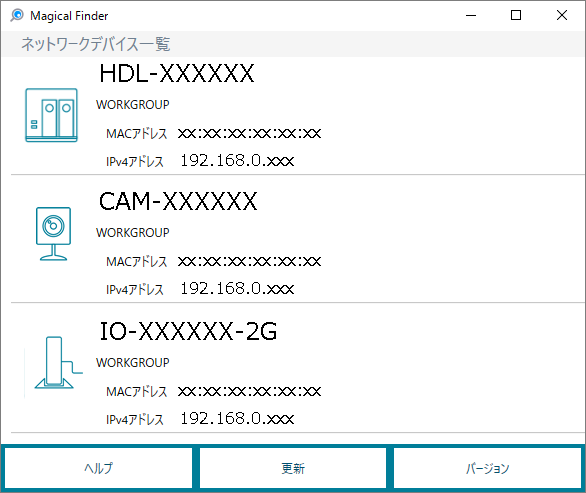 Magical Finder
ネットワークデバイス一覧
HDL-XXXXXX
WORKGROUP
MACアドレス xx:xx:xx:xx:xx:xx
IPv4アドレス 192.168.0.xxx
CAM-XXXXXX
WORKGROUP
MACアドレス xx:xx:xx:xx:xx:xx
IPv4アドレス 192.168.0.xxx
IO-XXXXXX-2G
WORKGROUP
MACアドレス xx:xx:xx:xx:xx:xx
IPv4アドレス 192.168.0.xxx
ヘルプ 更新 バージョン